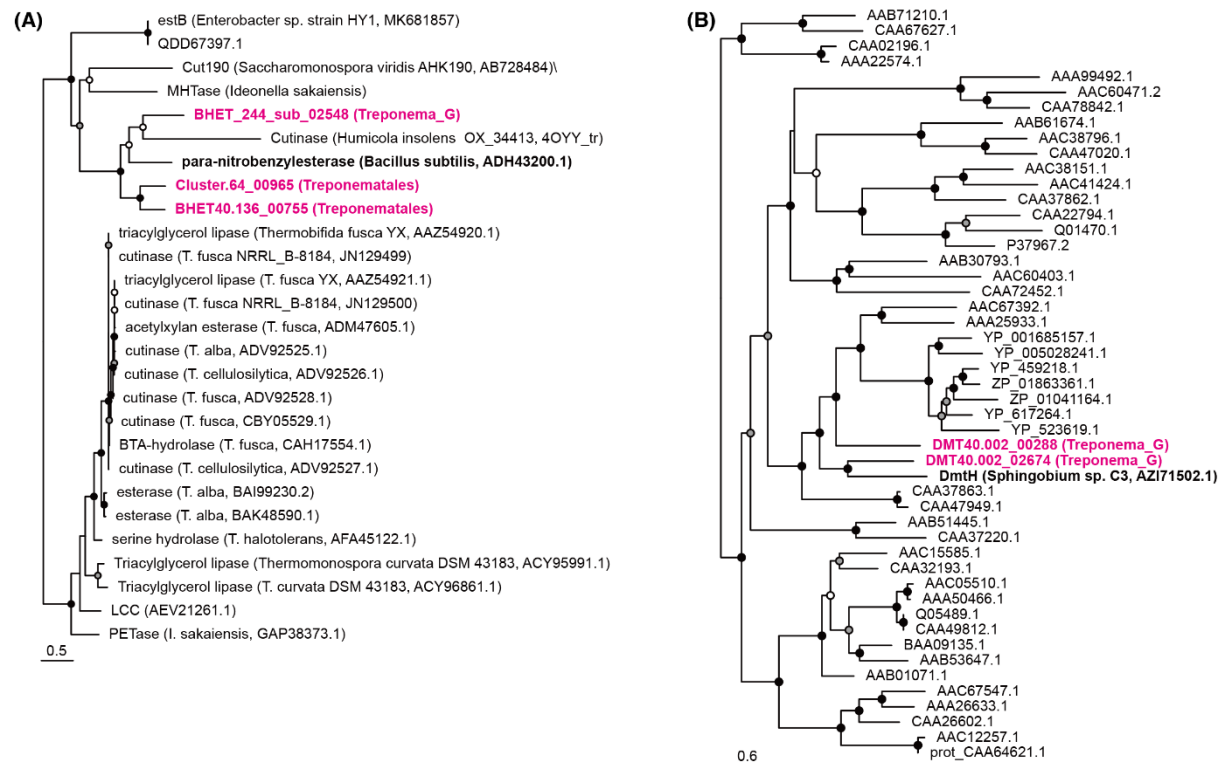 (A)
estB (Enterobacter sp. strain HY1, MK681857)
QDD67397.1
Cut190 (Saccharomonospora viridis AHK190, AB728484)\
MHTase (Ideonella sakaiensis)
BHET_244_sub_02548 (Treponema_G)
Cutinase (Humicola insolens OX_34413, 4OYY_tr)
para-nitrobenzylesterase (Bacillus subtilis, ADH43200.1)
Cluster.64_00965 (Treponematales)
BHET40.136_00755 (Treponematales)
triacylglycerol lipase (Thermobifida fusca YX, AAZ54920.1)
cutinase (T. fusca NRRL_B-8184, JN129499)
triacylglycerol lipase (T. fusca YX, AAZ54921.1)
cutinase (T. fusca NRRL_B-8184, JN129500)
acetylxylan esterase (T. fusca, ADM47605.1)
cutinase (T. alba, ADV92525.1)
cutinase (T. cellulosilytica, ADV92526.1)
cutinase (T. fusca, ADV92528.1)
cutinase (T. fusca, CBY05529.1)
BTA-hydrolase (T. fusca, CAH17554.1)
cutinase (T. cellulosilytica, ADV92527.1)
esterase (T. alba, BAI99230.2)
esterase (T. alba, BAK48590.1)
serine hydrolase (T. halotolerans, AFA45122.1)
Triacylglycerol lipase (Thermomonospora curvata DSM 43183, ACY95991.1)
Triacylglycerol lipase (T. curvata DSM 43183, ACY96861.1)
LCC (AEV21261.1)
PETase (I. sakaiensis, GAP38373.1)
0.5
(B)
AAB71210.1
CAA67627.1
CAA02196.1
AAA22574.1
AAA99492.1
AAC60471.2
CAA78842.1
AAB61674.1
AAC38796.1
CAA47020.1
AAC38151.1
AAC41424.1
CAA37862.1
CAA22794.1
Q01470.1
P37967.2
AAB30793.1
AAC60403.1
CAA72452.1
AAC67392.1
AAA25933.1
YP_001685157.1
YP_005028241.1
YP_459218.1
ZP_01863361.1
ZP_01041164.1
YP_617264.1
YP_523619.1
DMT40.002_00288 (Treponema_G)
DMT40.002_02674 (Treponema_G)
DmtH (Sphingobium sp. C3, AZI71502.1)
CAA37863.1
CAA47949.1
AAB51445.1
CAA37220.1
AAC15585.1
CAA32193.1
AAC05510.1
AAA50466.1
Q05489.1
CAA49812.1
BAA09135.1
AAB53647.1
AAB01071.1
AAC67547.1
AAA26633.1
CAA26602.1
AAC12257.1
prot_CAA64621.1
0.6